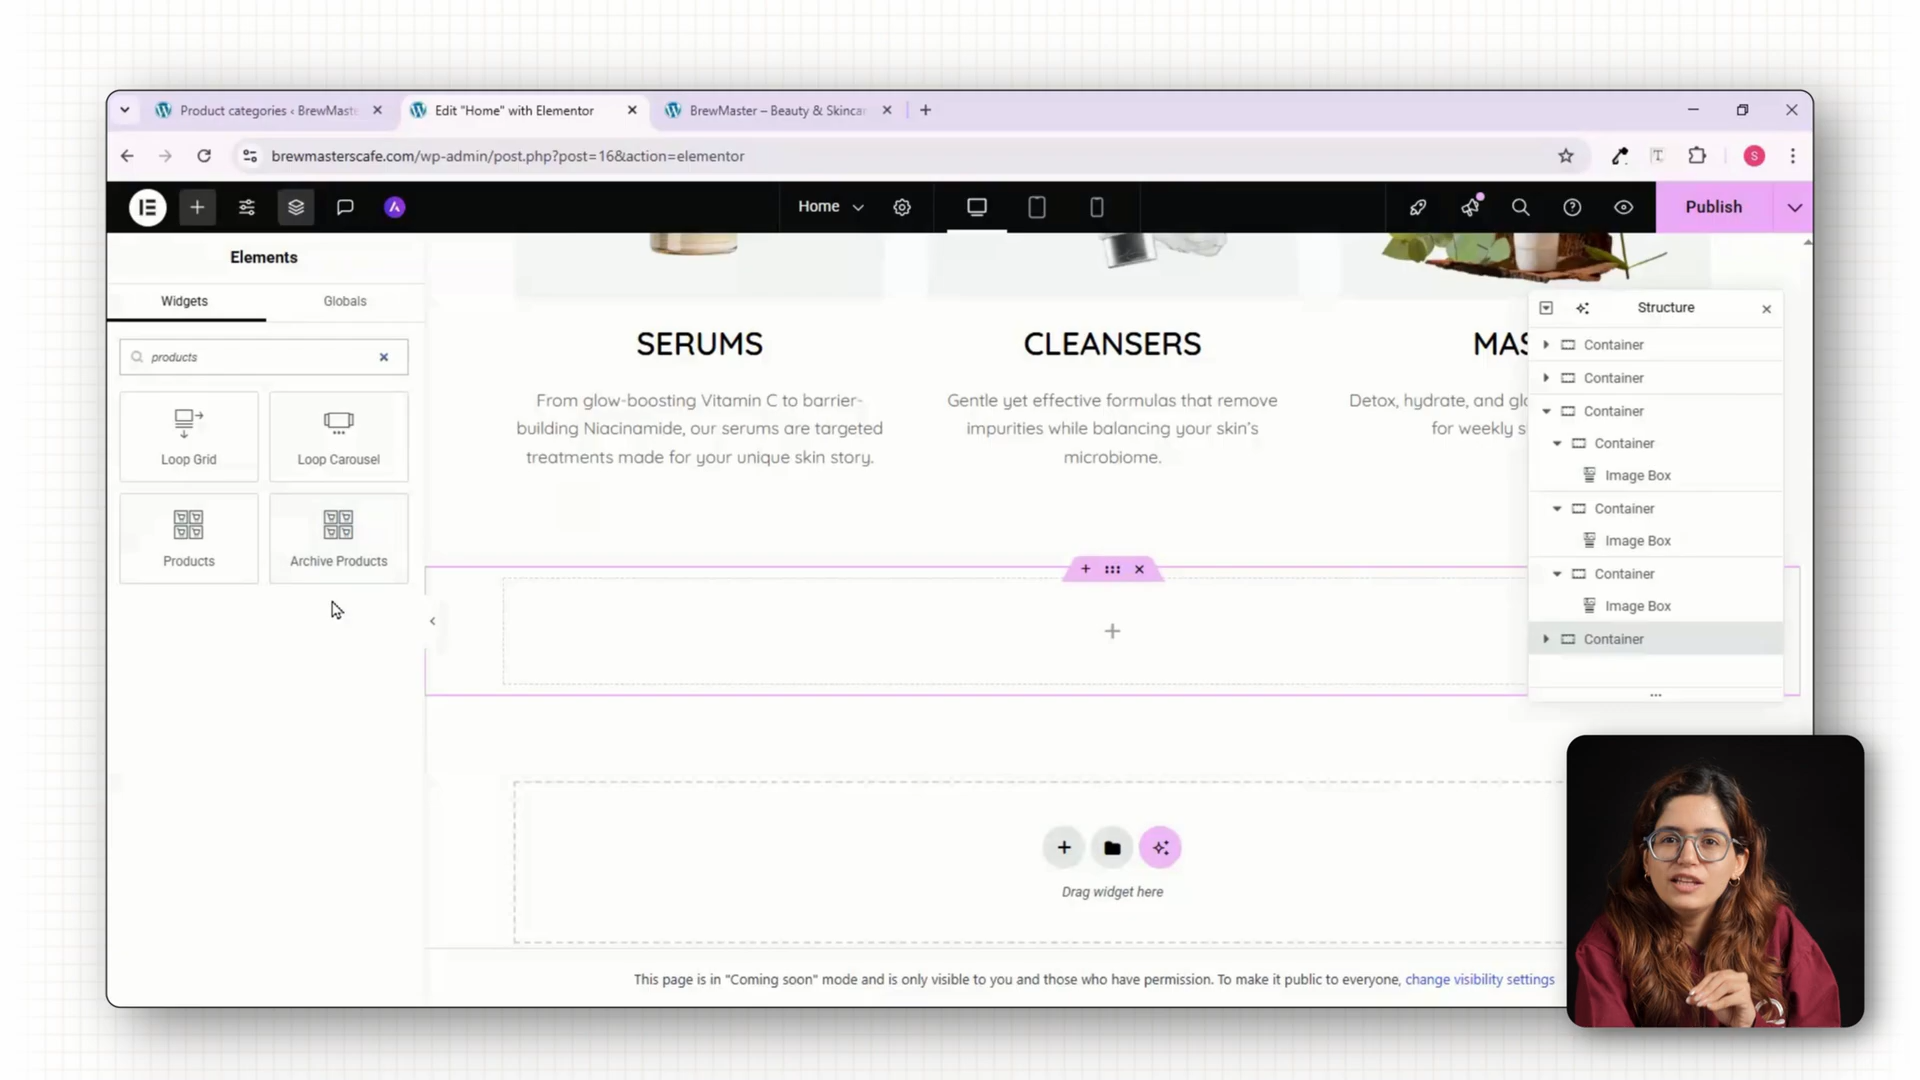 Product categories ‹ BrewMaste
Edit "Home" with Elementor
BrewMaster – Beauty & Skincar
brewmasterscafe.com/wp-admin/post.php?post=16&action=elementor
T
S
Home
Publish
Elements
Widgets
Globals
products
Loop Grid
Loop Carousel
Products
Archive Products
SERUMS
From glow-boosting Vitamin C to barrier-
building Niacinamide, our serums are targeted
treatments made for your unique skin story.
CLEANSERS
Gentle yet effective formulas that remove
impurities while balancing your skin's
microbiome.
MAS
Detox, hydrate, and glo
for weekly s
Structure
Container
Container
Container
Container
Image Box
Container
Image Box
Container
Image Box
Container
Drag widget here
This page is in "Coming soon" mode and is only visible to you and those who have permission. To make it public to everyone, change visibility settings